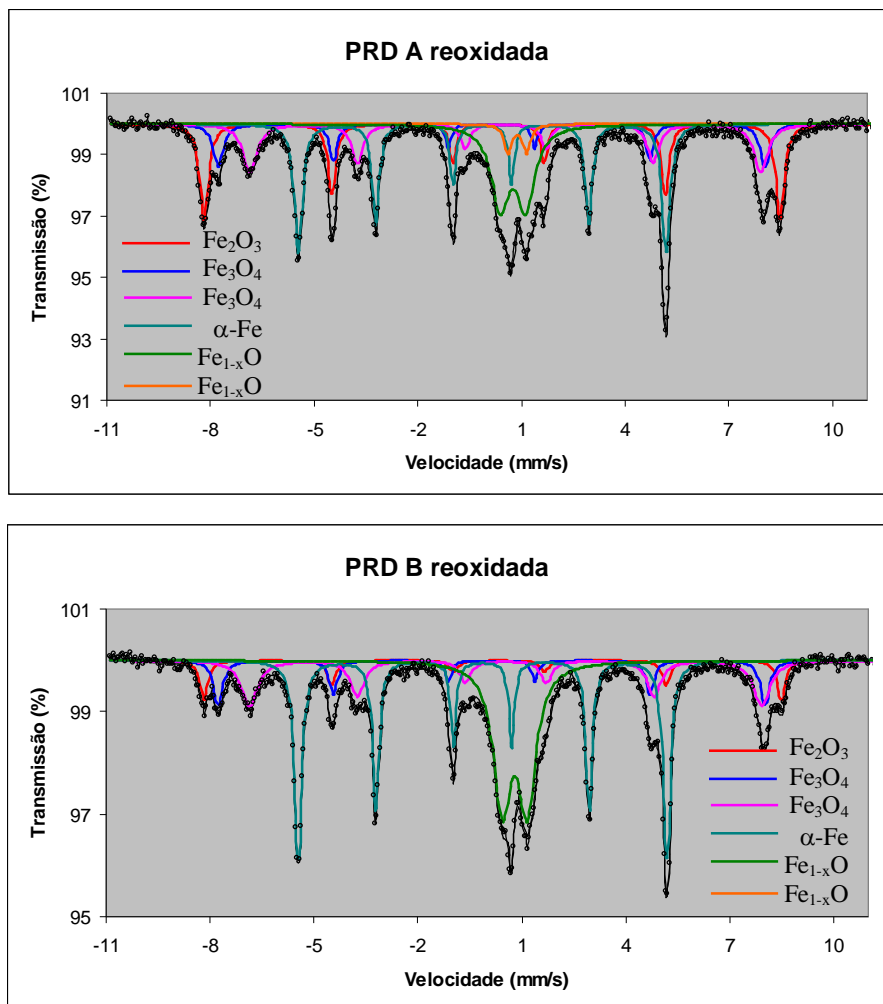 PRD A reoxidada
101
99
97
95
93
91
Transmissão (%)
Fe₂O₃
Fe₃O₄
Fe₃O₄
α-Fe
Fe₁₋ₓO
Fe₁₋ₓO
-11 -8 -5 -2 1 4 7 10
Velocidade (mm/s)
PRD B reoxidada
101
99
97
95
Transmissão (%)
Fe₂O₃
Fe₃O₄
Fe₃O₄
α-Fe
Fe₁₋ₓO
Fe₁₋ₓO
-11 -8 -5 -2 1 4 7 10
Velocidade (mm/s)